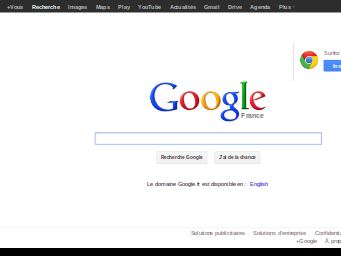 +Vous Recherche Images Maps Play YouTube Actualités Gmail Drive Agenda Plus
Surfez
Google
France
Recherche Google J'ai de la chance
Le domaine Google.fr est disponible en : English
Solutions publicitaires Solutions d'entreprise Confidenti
+Google À prop